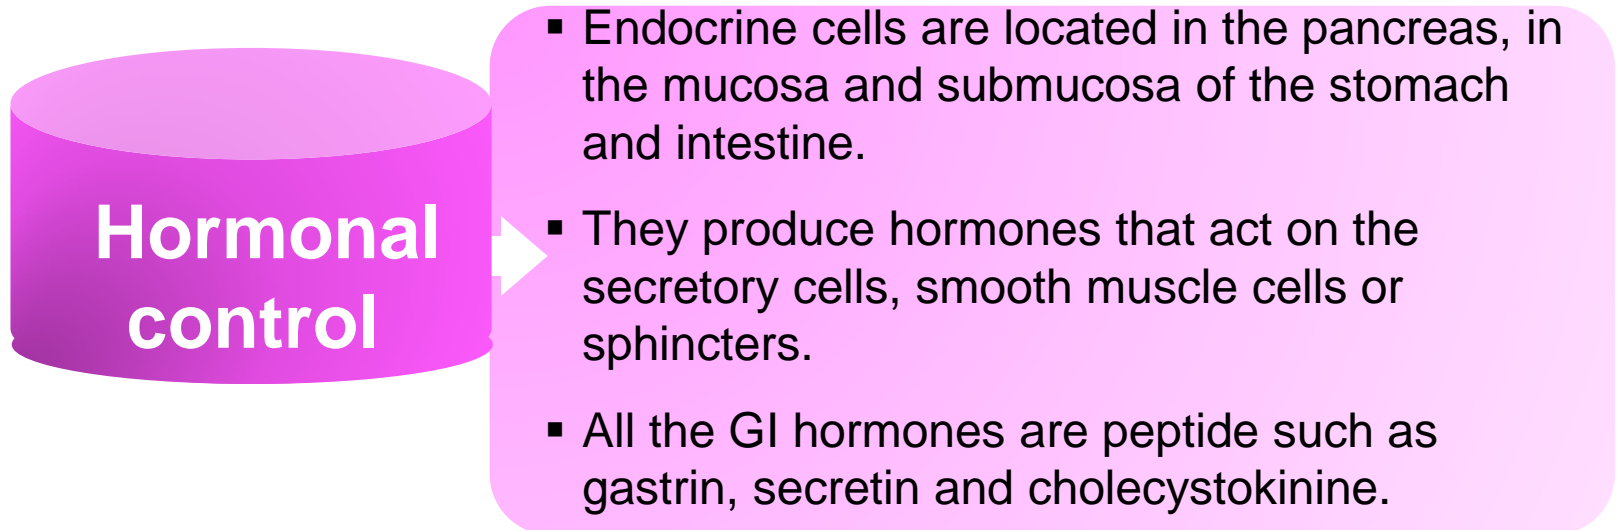 Hormonal
control
▪ Endocrine cells are located in the pancreas, in
the mucosa and submucosa of the stomach
and intestine.
▪ They produce hormones that act on the
secretory cells, smooth muscle cells or
sphincters.
▪ All the GI hormones are peptide such as
gastrin, secretin and cholecystokinine.